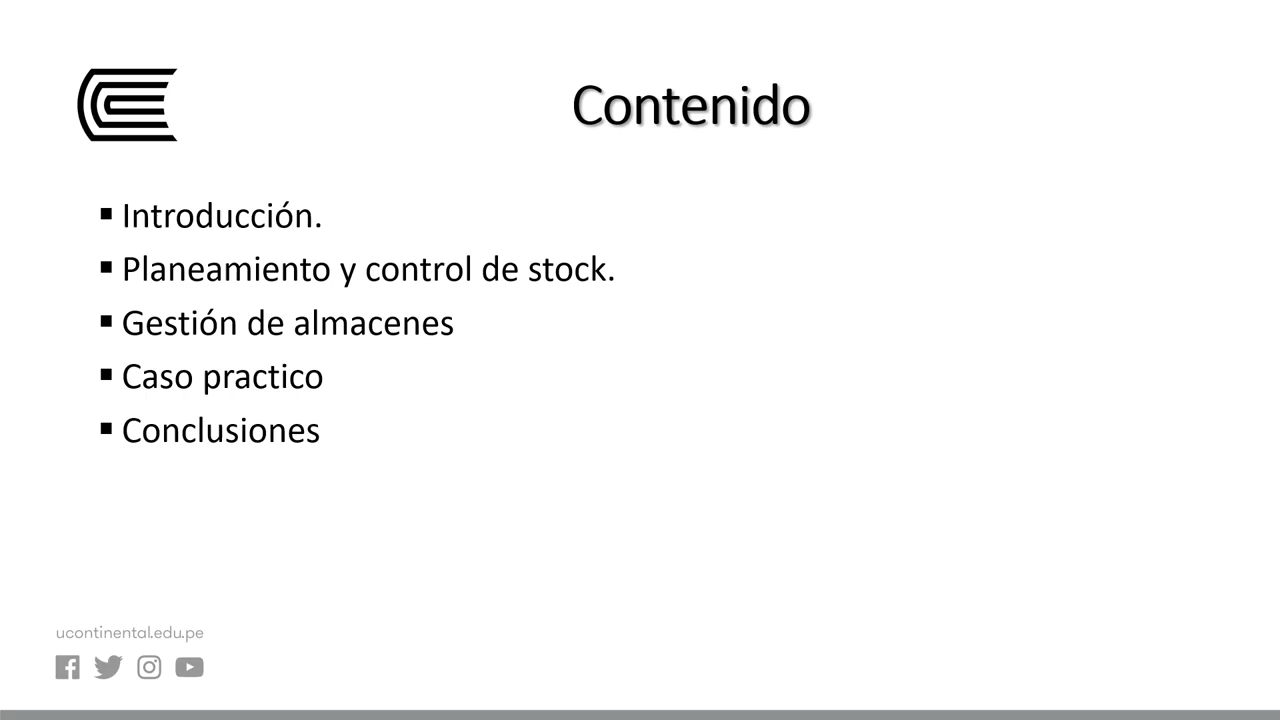 Contenido
▪ Introducción.
▪ Planeamiento y control de stock.
▪ Gestión de almacenes
▪ Caso practico
▪ Conclusiones
ucontinental.edu.pe